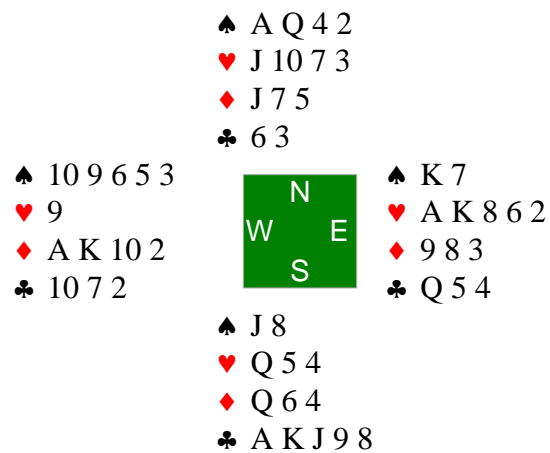 ♠ A Q 4 2
♥ J 10 7 3
♦ J 7 5
♣ 6 3
♠ 10 9 6 5 3
♥ 9
♦ A K 10 2
♣ 10 7 2
N
W E
S
♠ K 7
♥ A K 8 6 2
♦ 9 8 3
♣ Q 5 4
♠ J 8
♥ Q 5 4
♦ Q 6 4
♣ A K J 9 8